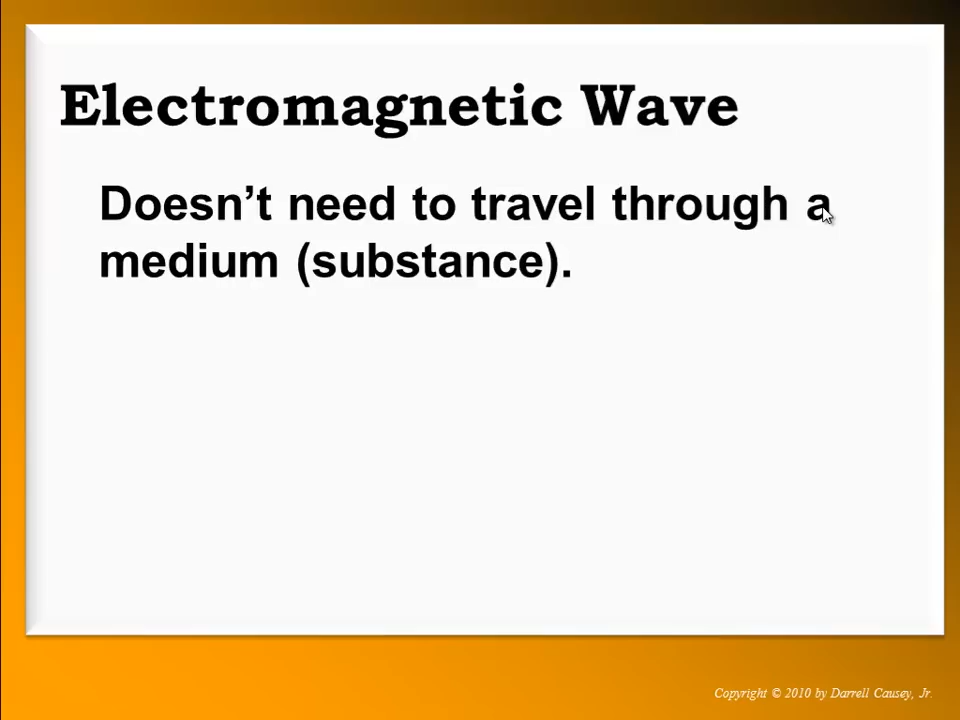 Electromagnetic Wave
Doesn’t need to travel through a
medium (substance).
Copyright © 2010 by Darrell Causey, Jr.